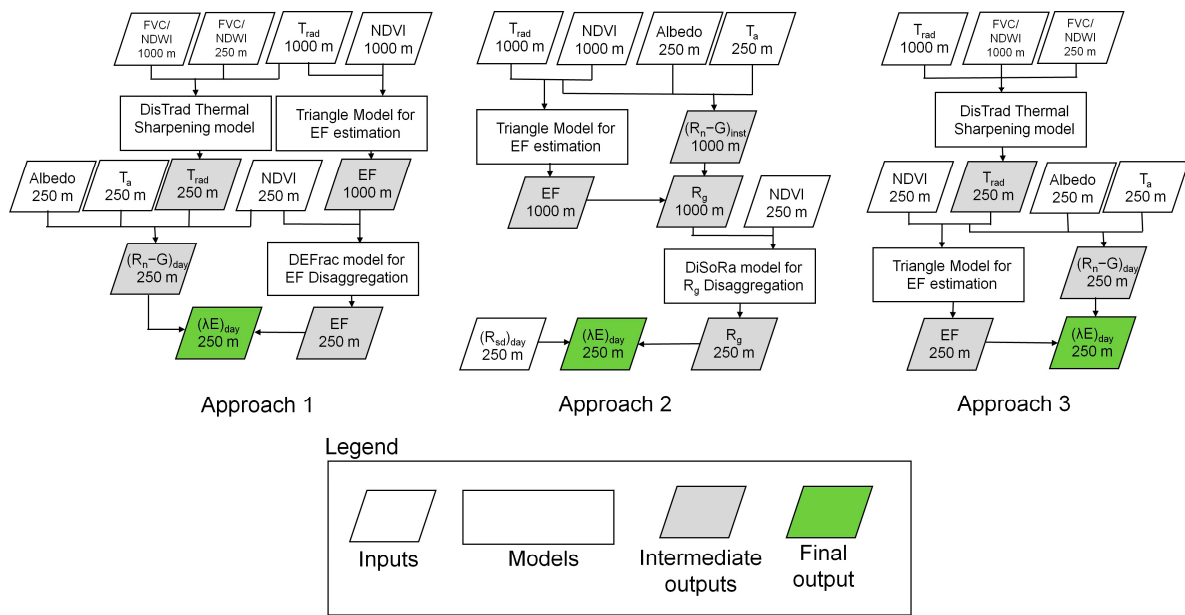 FVC/
NDWI
1000 m
FVC/
NDWI
250 m
T_rad
1000 m
NDVI
1000 m
DisTrad Thermal
Sharpening model
Triangle Model for
EF estimation
Albedo
250 m
T_a
250 m
T_rad
250 m
NDVI
250 m
EF
1000 m
(R_n−G)_day
250 m
DEFrac model for
EF Disaggregation
(λE)_day
250 m
EF
250 m
Approach 1
T_rad
1000 m
NDVI
1000 m
Albedo
250 m
T_a
250 m
Triangle Model for
EF estimation
(R_n−G)_inst
1000 m
EF
1000 m
R_g
1000 m
NDVI
250 m
DiSoRa model for
R_g Disaggregation
(R_sd)_day
250 m
(λE)_day
250 m
R_g
250 m
Approach 2
T_rad
1000 m
FVC/
NDWI
1000 m
FVC/
NDWI
250 m
DisTrad Thermal
Sharpening model
NDVI
250 m
T_rad
250 m
Albedo
250 m
T_a
250 m
Triangle Model for
EF estimation
(R_n−G)_day
250 m
EF
250 m
(λE)_day
250 m
Approach 3
Legend
Inputs
Models
Intermediate
outputs
Final
output